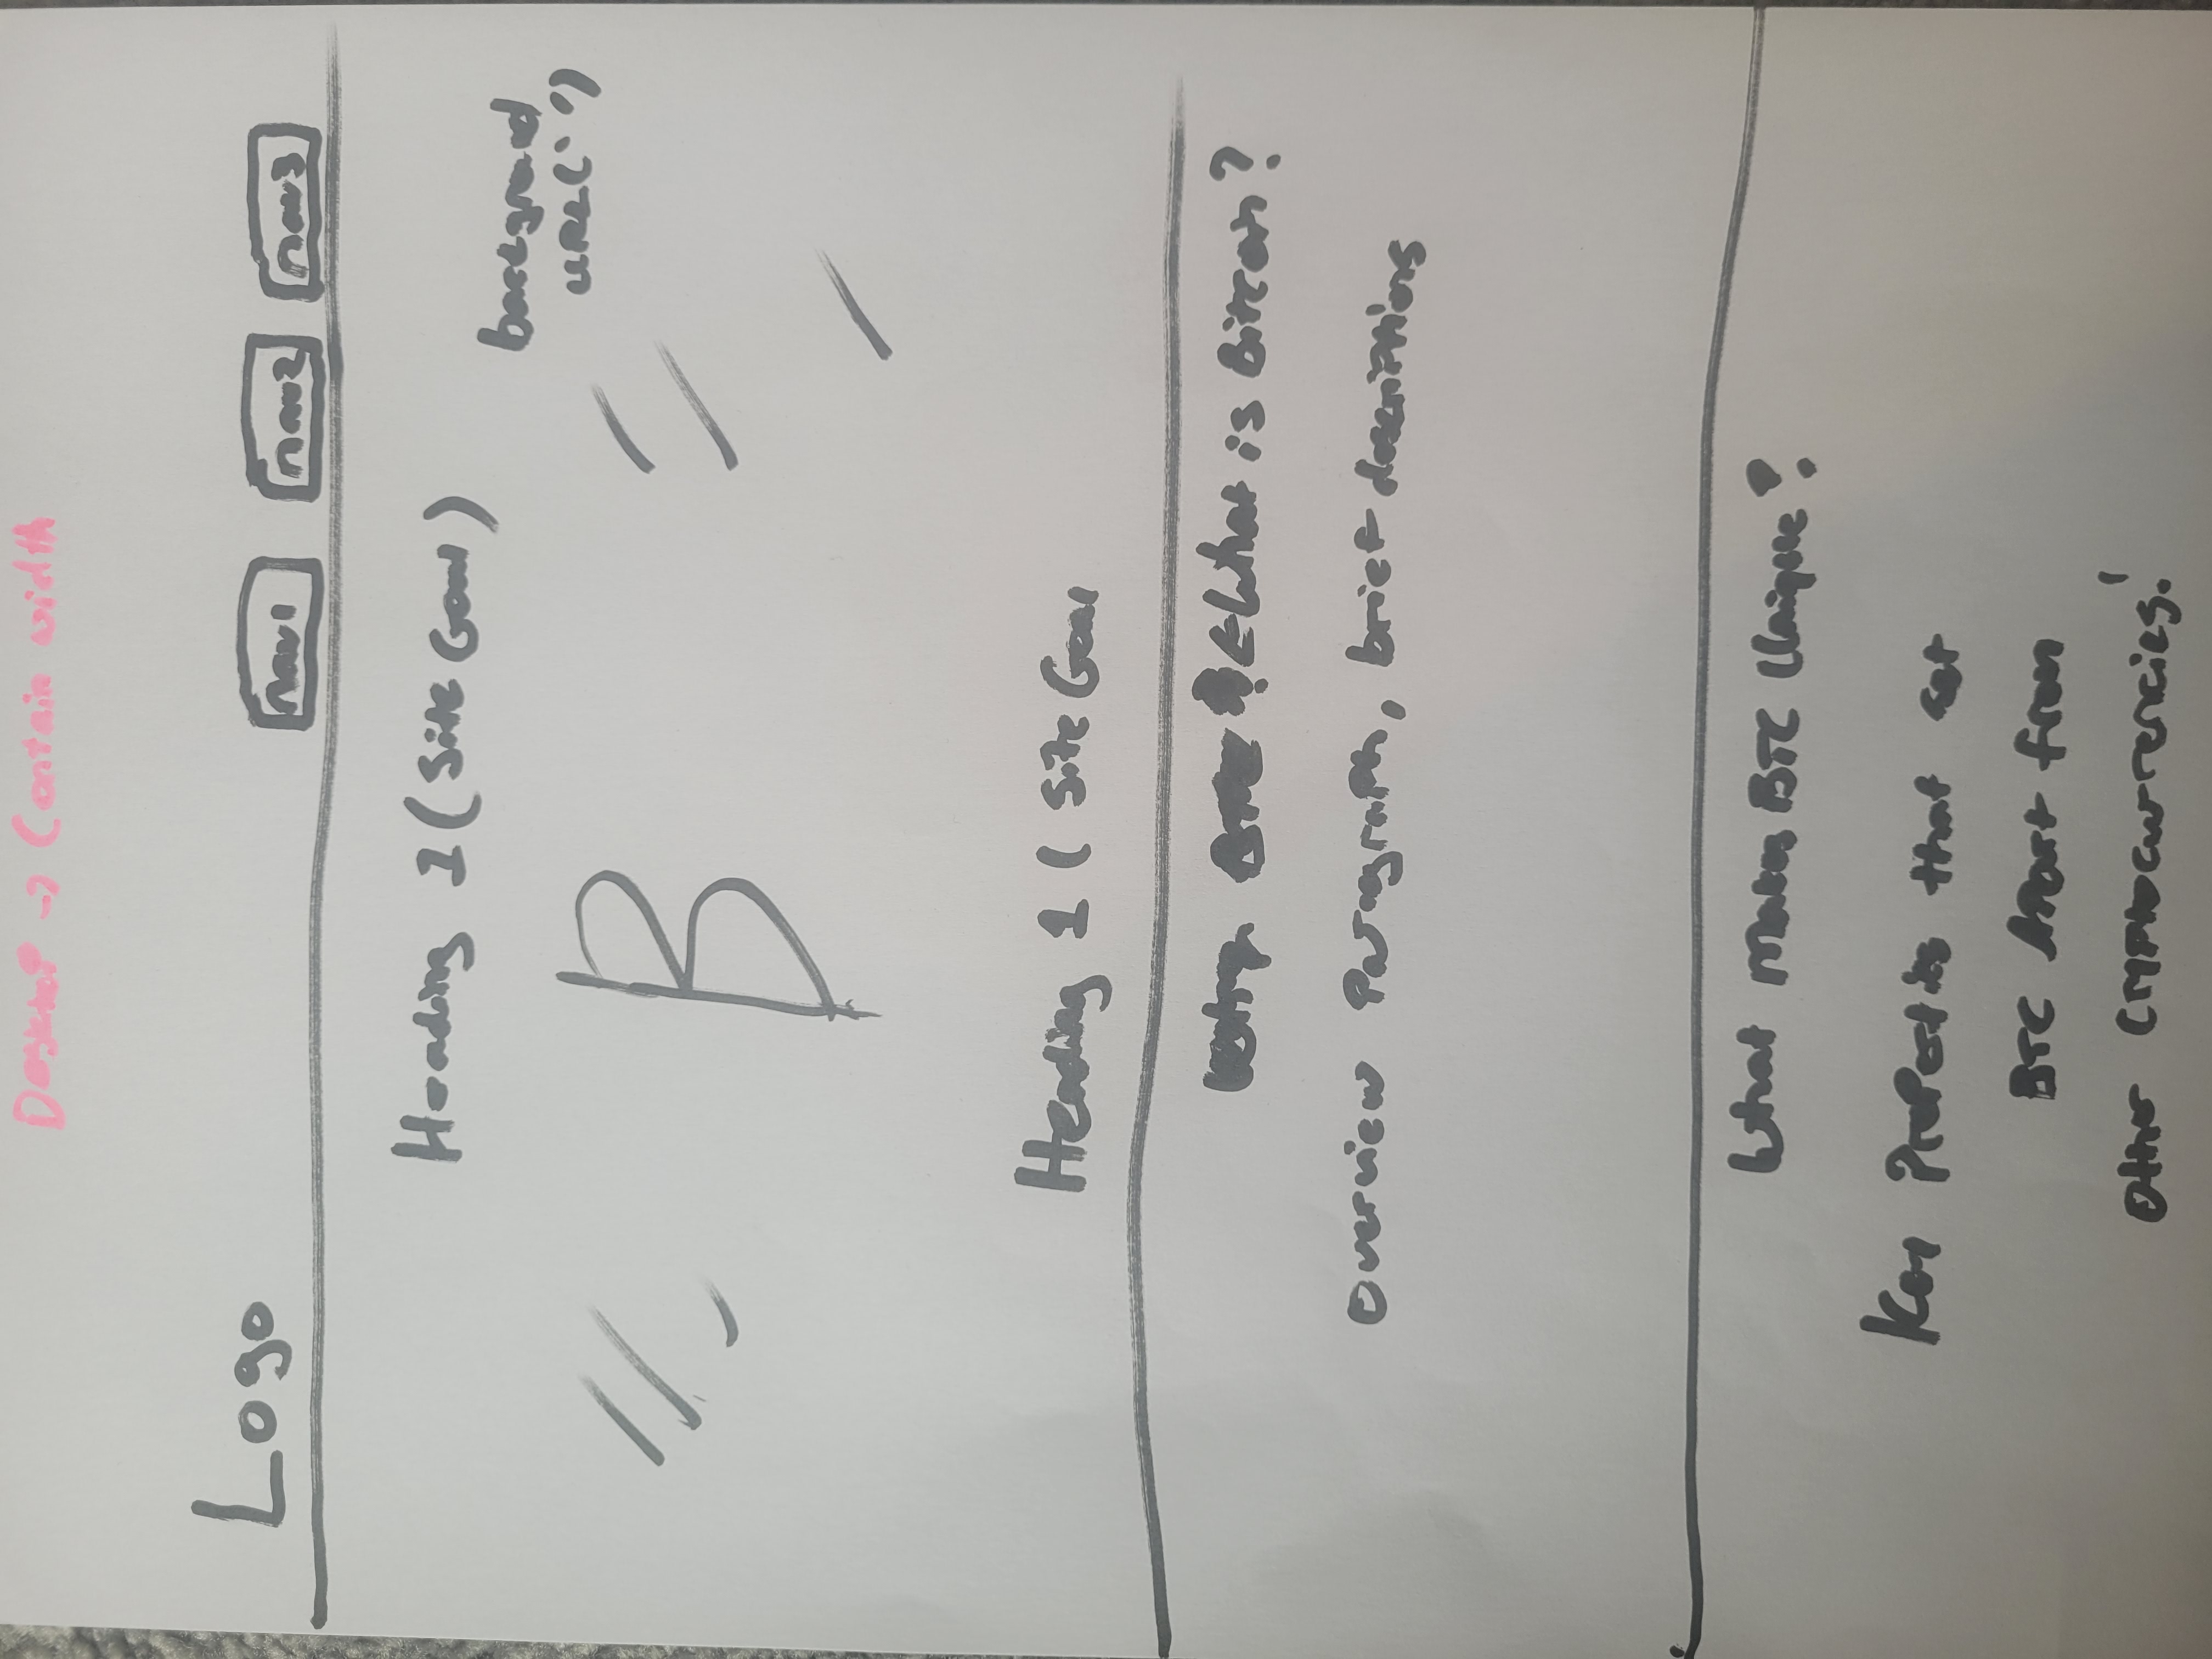 Desktop -> Contain width
Logo
nav1 nav2 nav3
Heading 1 (Site Goal)
background
URL(' ')
B
Heading 1 ( Site Goal
← What is Bitcoin?
Overview Paragraph, brief descriptions
What Makes BTC Unique?
Key Properties that set
BTC Apart from
Other Cryptocurrencies!